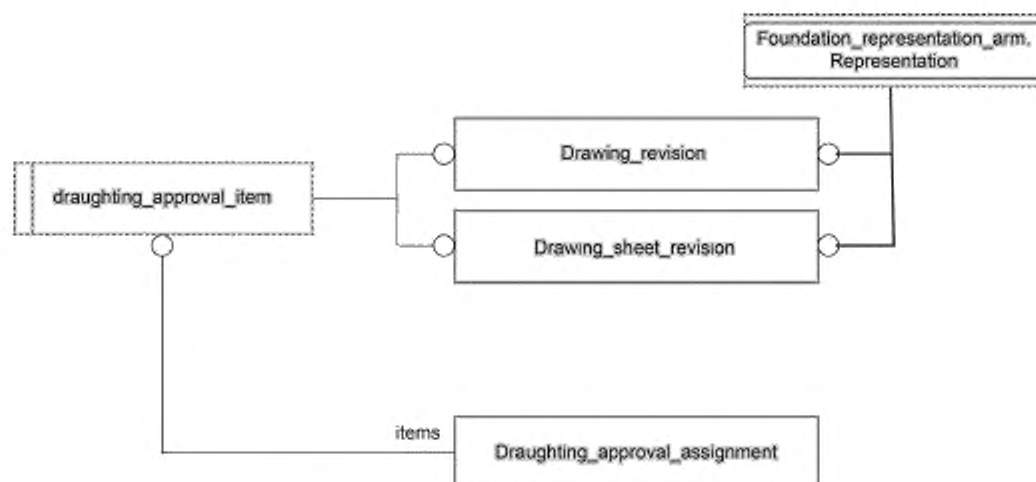 Foundation_representation_arm.
Representation
Drawing_revision
draughting_approval_item
Drawing_sheet_revision
items
Draughting_approval_assignment